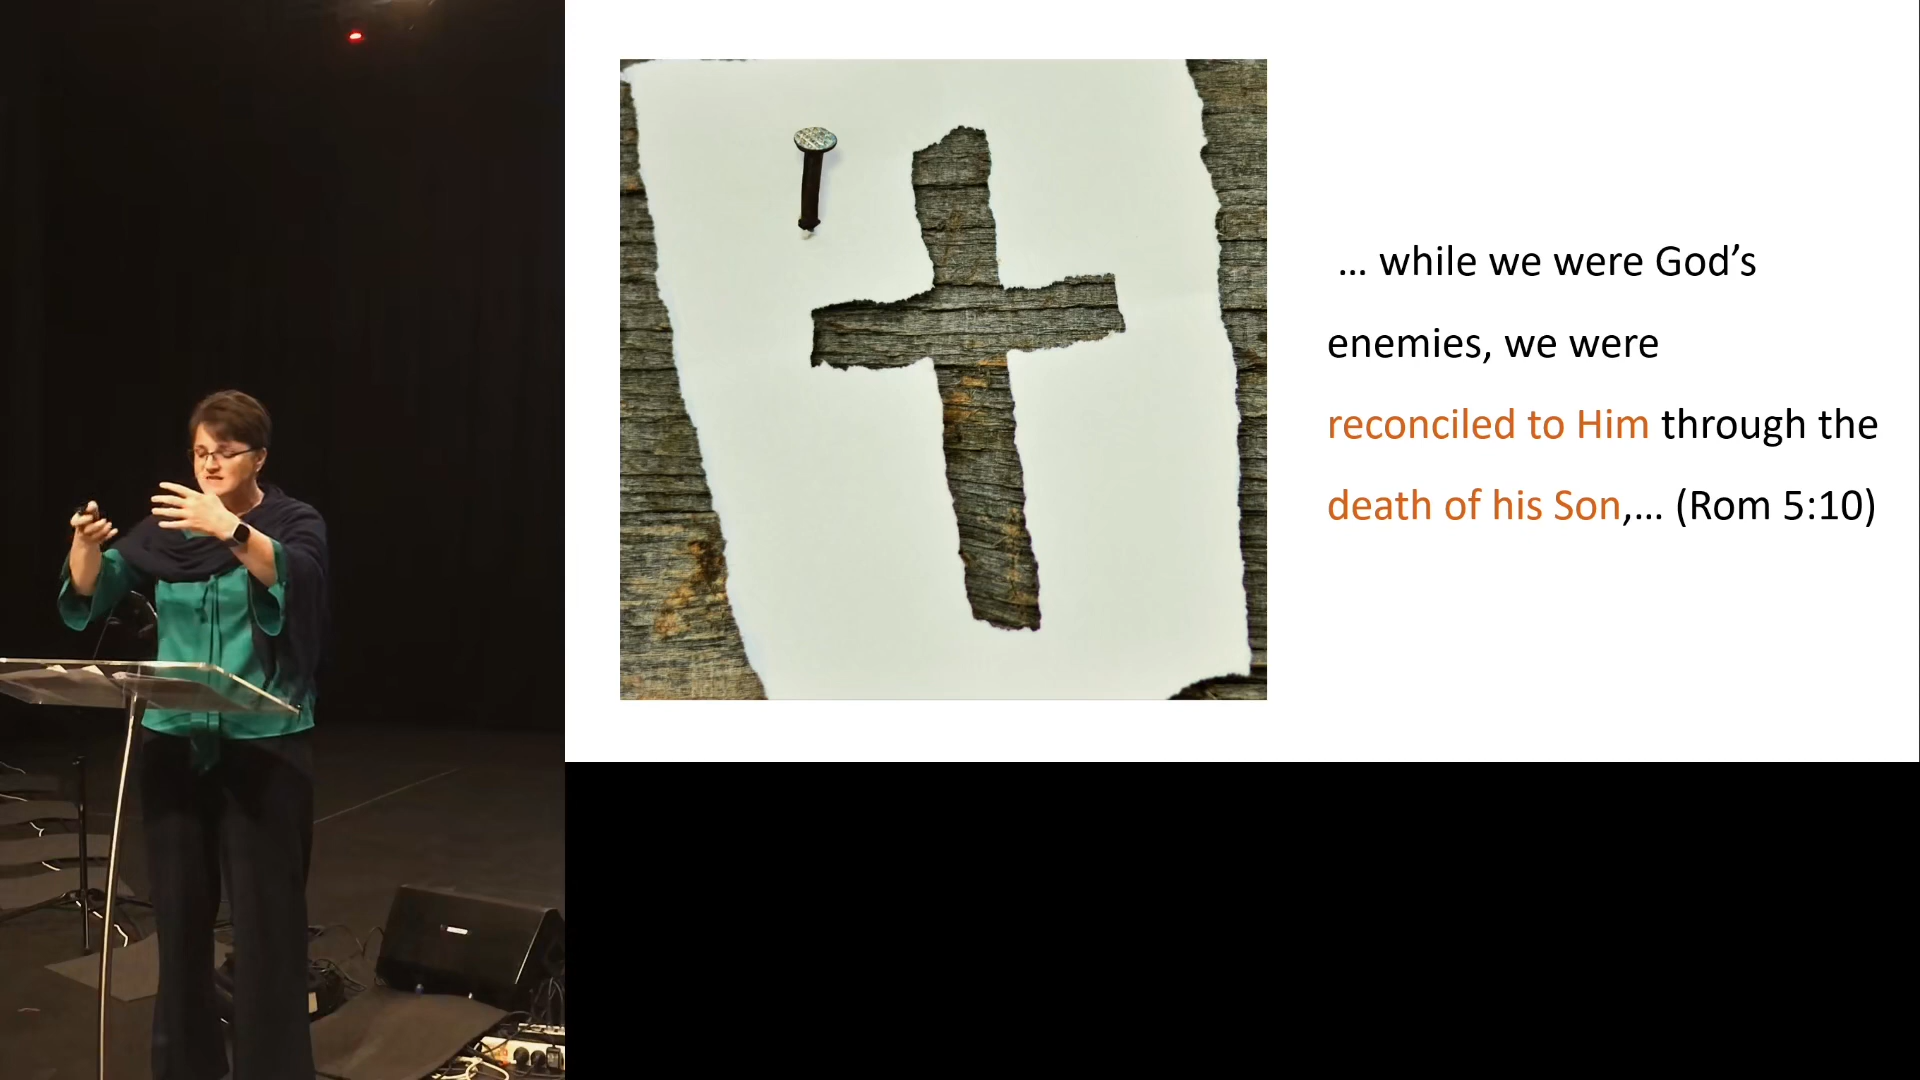 … while we were God’s
enemies, we were
reconciled to Him through the
death of his Son,… (Rom 5:10)